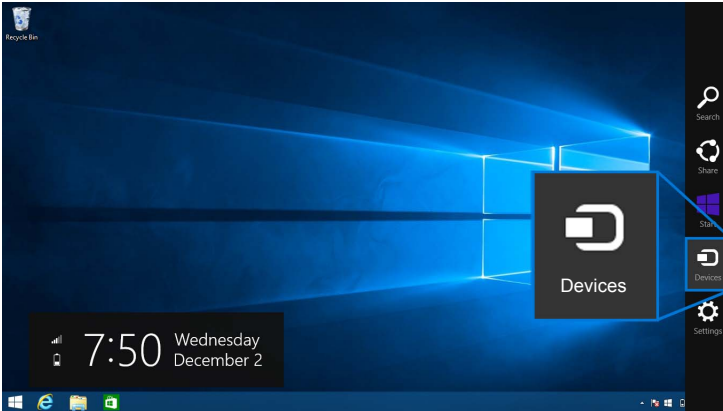 Recycle Bin
Search
Share
Start
Devices
Devices
Settings
7:50
Wednesday
December 2